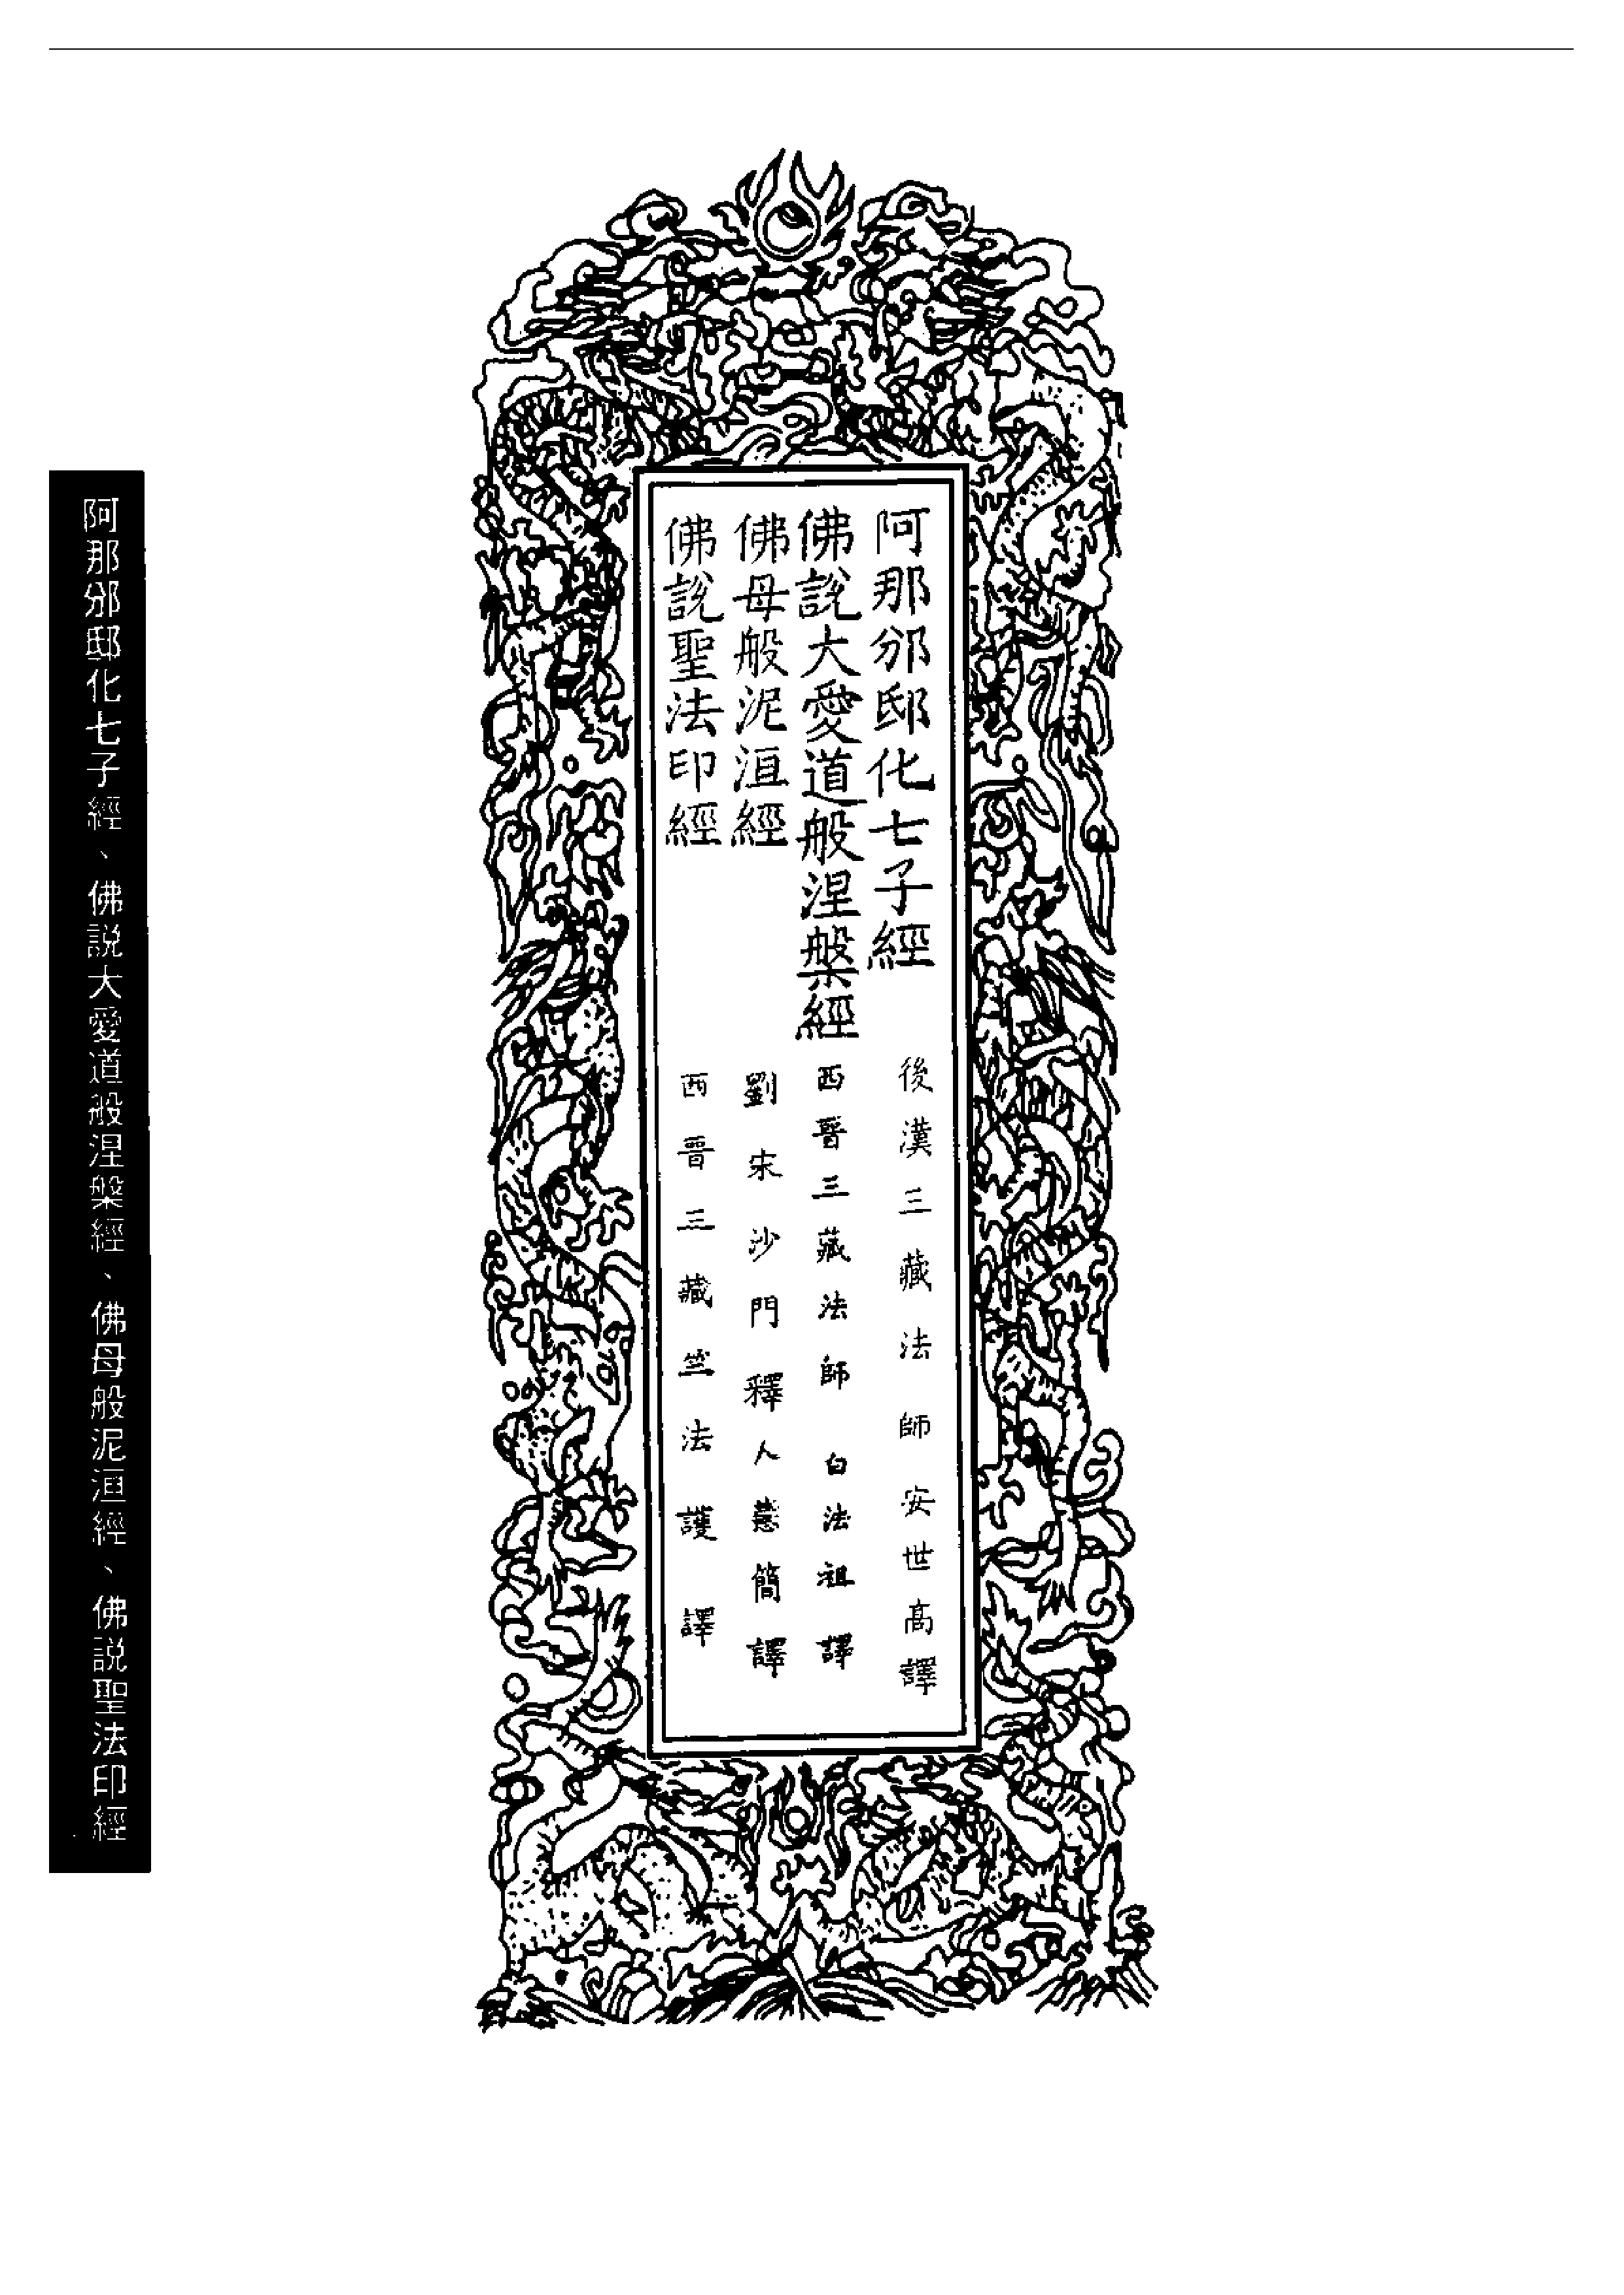 阿那邠邸化七子經 後漢三藏法師安世高譯
佛說大愛道般涅槃經 西晉三藏法師白法祖譯
佛母般泥洹經 劉宋沙門釋人慧簡譯
佛說聖法印經 西晉三藏竺法護譯
阿那邠邸化七子經、佛説大愛道般涅槃經、佛母般泥洹經、佛説聖法印經